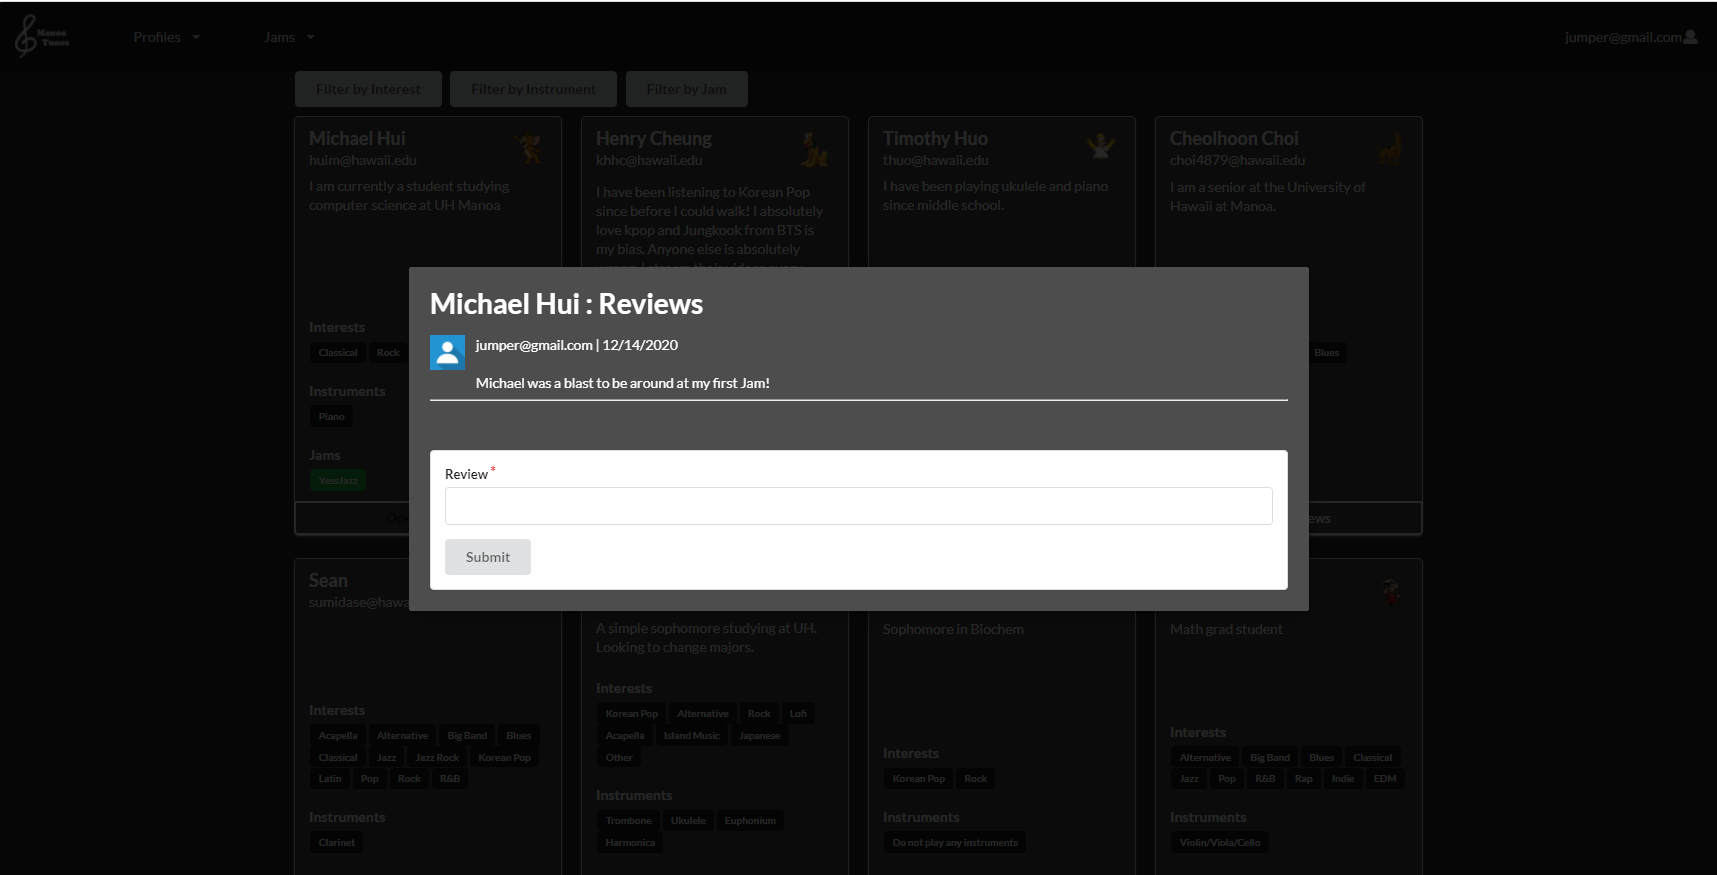 Manoa
Tunes
Profiles
Jams
jumper@gmail.com
Filter by Interest
Filter by Instrument
Filter by Jam
Michael Hui
huim@hawaii.edu
I am currently a student studying
computer science at UH Manoa
Interests
Classical Rock
Instruments
Piano
Jams
YessJazz
Henry Cheung
khhc@hawaii.edu
I have been listening to Korean Pop
since before I could walk! I absolutely
love kpop and Jungkook from BTS is
my bias. Anyone else is absolutely
Timothy Huo
thuo@hawaii.edu
I have been playing ukulele and piano
since middle school.
Cheolhoon Choi
choi4879@hawaii.edu
I am a senior at the University of
Hawaii at Manoa.
Blues
Michael Hui : Reviews
jumper@gmail.com | 12/14/2020
Michael was a blast to be around at my first Jam!
Review *
Submit
Sean
Interests
Acapella Alternative Big Band Blues
Classical Jazz Jazz Rock Korean Pop
Latin Pop Rock R&B
Instruments
Clarinet
A simple sophomore studying at UH.
Looking to change majors.
Interests
Korean Pop Alternative Rock Lofi
Acapella Island Music Japanese
Other
Instruments
Trombone Ukulele Euphonium
Harmonica
Sophomore in Biochem
Interests
Korean Pop Rock
Instruments
Do not play any instruments
Math grad student
Interests
Alternative Big Band Blues Classical
Jazz Pop R&B Rap Indie EDM
Instruments
Violin/Viola/Cello